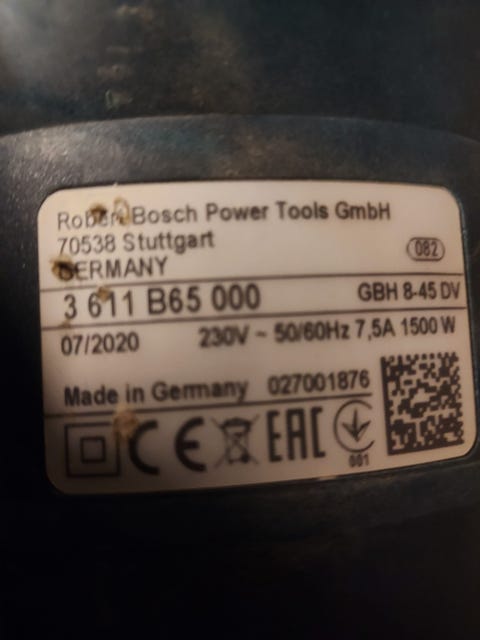 Robert Bosch Power Tools GmbH
70538 Stuttgart
GERMANY
082
3 611 B65 000
GBH 8-45 DV
07/2020
230V ~ 50/60Hz 7,5A 1500 W
Made in Germany
027001876
CE
EAC
001